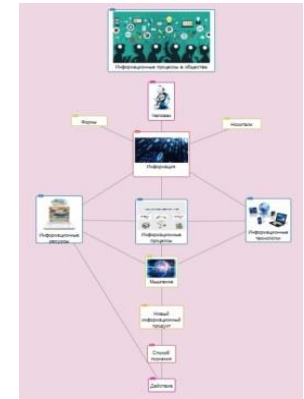 Информационные процессы в обществе
Человек
Формы
Носители
Информация
Информационные
ресурсы
Информационные
процессы
Информационные
технологии
Мышление
Новый
информационный
продукт
Способ
познания
Действие